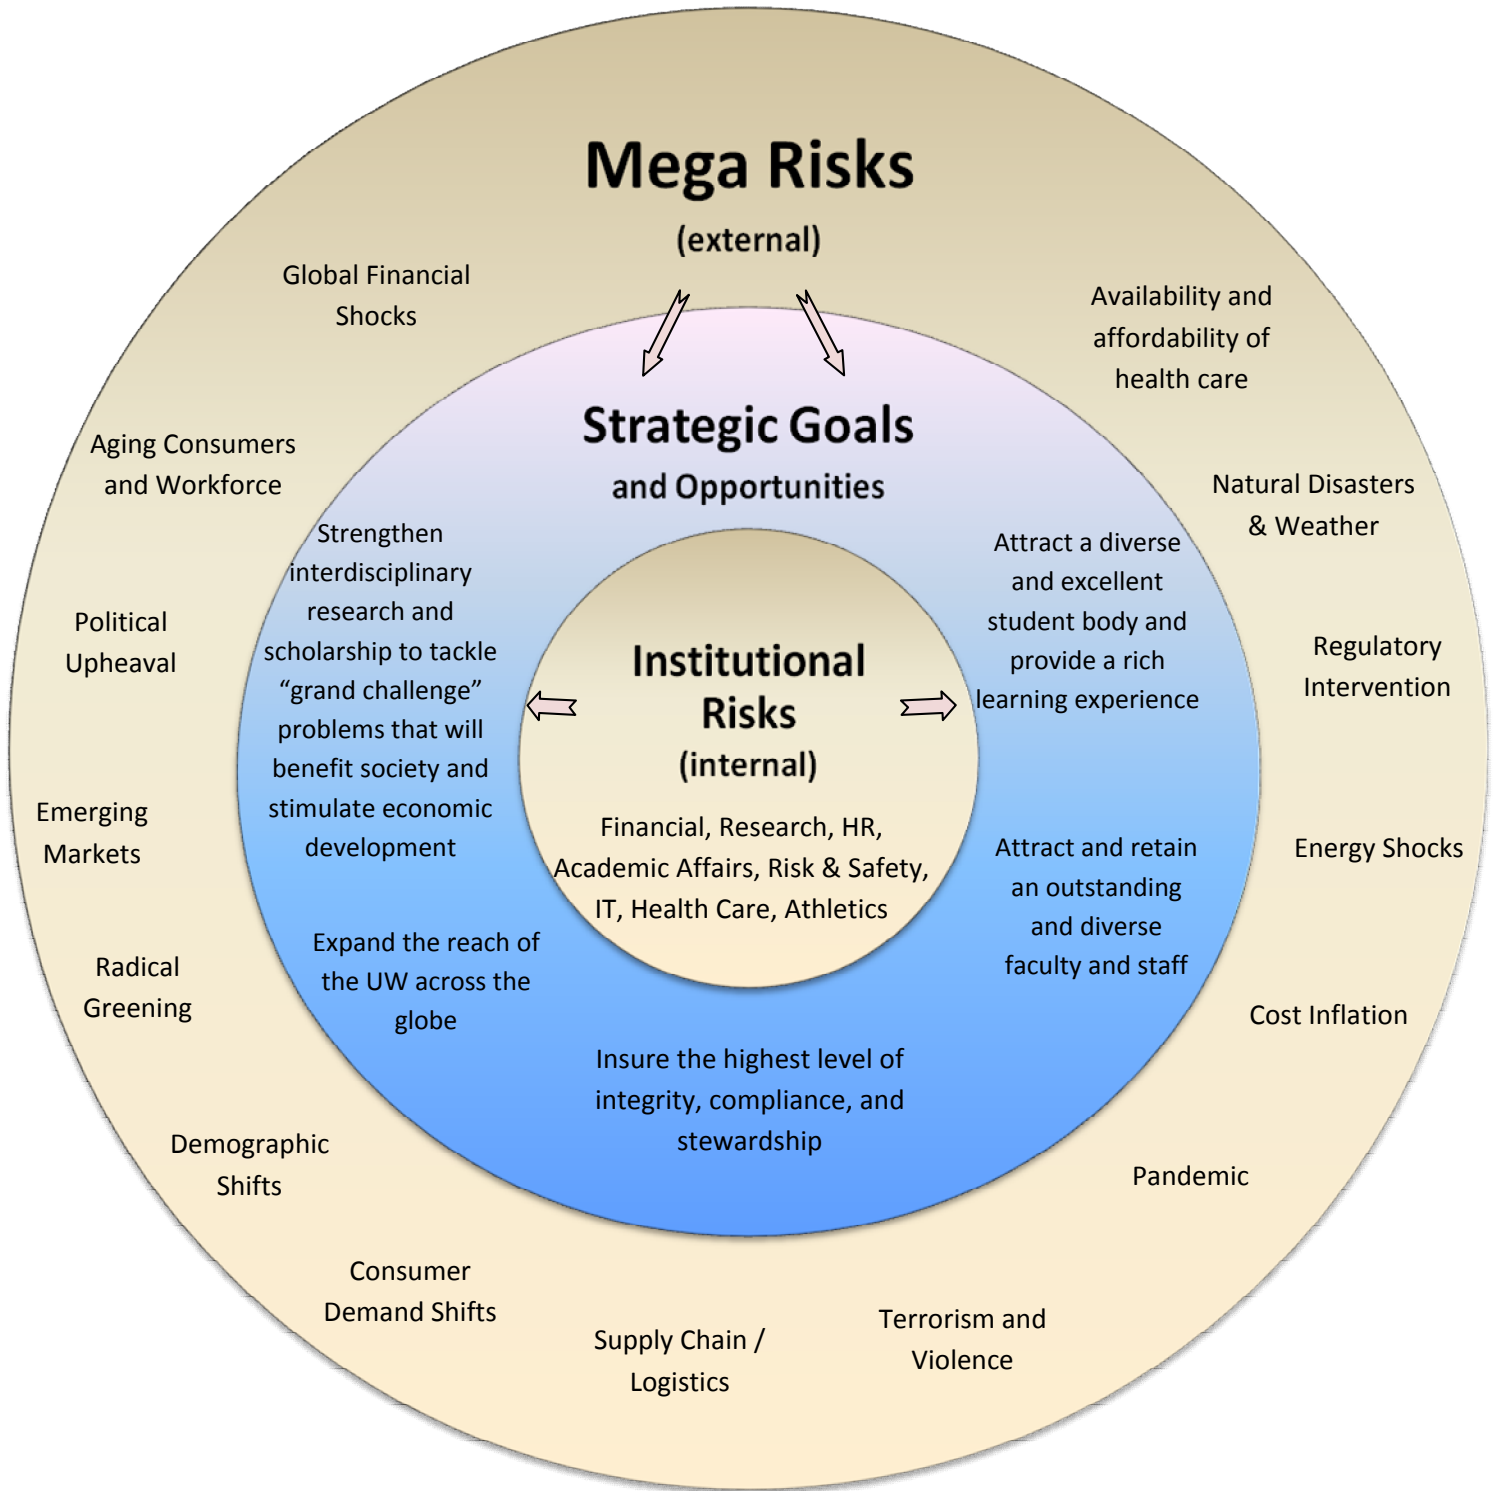 Mega Risks
(external)
Global Financial
Shocks
Availability and
affordability of
health care
Aging Consumers
and Workforce
Natural Disasters
& Weather
Political
Upheaval
Regulatory
Intervention
Emerging
Markets
Energy Shocks
Radical
Greening
Cost Inflation
Demographic
Shifts
Pandemic
Consumer
Demand Shifts
Supply Chain /
Logistics
Terrorism and
Violence
Strategic Goals
and Opportunities
Strengthen
interdisciplinary
research and
scholarship to tackle
“grand challenge”
problems that will
benefit society and
stimulate economic
development
Attract a diverse
and excellent
student body and
provide a rich
learning experience
Expand the reach of
the UW across the
globe
Attract and retain
an outstanding
and diverse
faculty and staff
Insure the highest level of
integrity, compliance, and
stewardship
Institutional
Risks
(internal)
Financial, Research, HR,
Academic Affairs, Risk & Safety,
IT, Health Care, Athletics